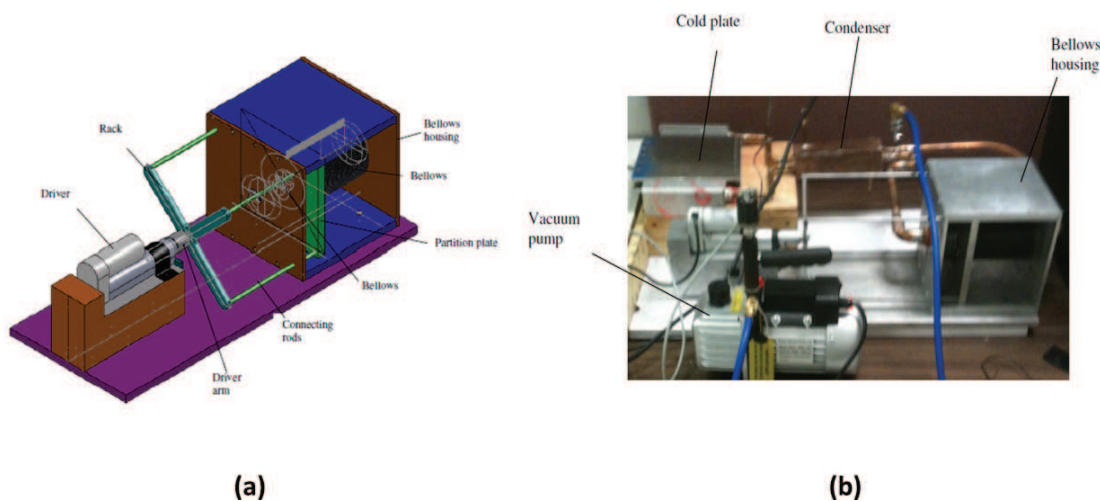 Rack
Driver
Bellows
housing
Bellows
Partition plate
Bellows
Connecting
rods
Driver
arm
(a)
Cold plate
Condenser
Bellows
housing
Vacuum
pump
(b)